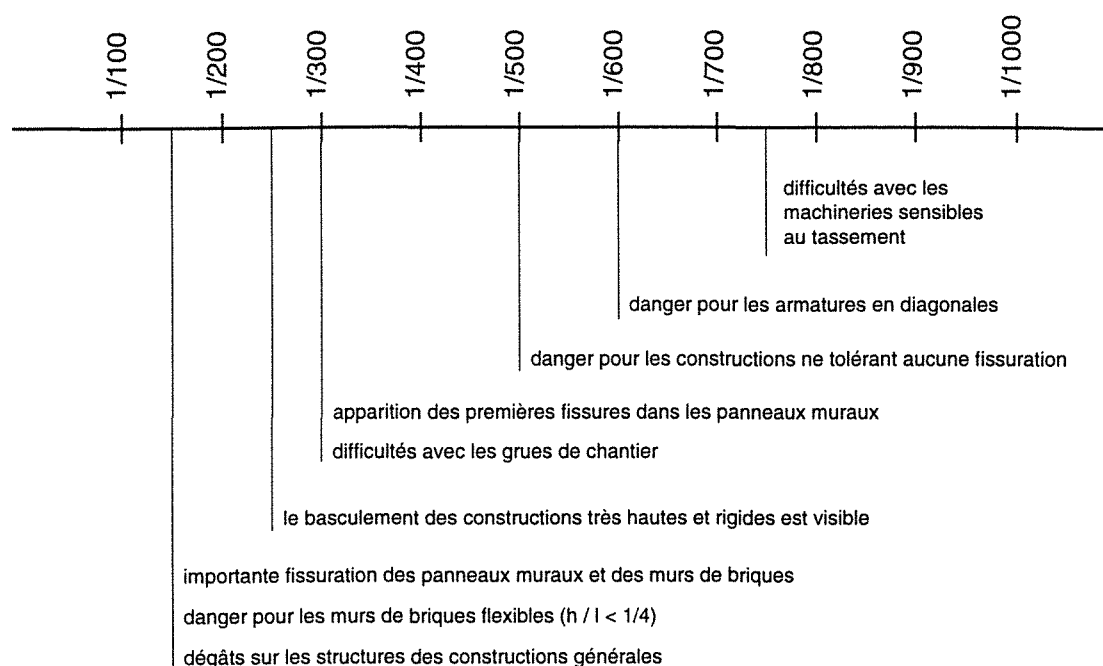 1/100
1/200
1/300
1/400
1/500
1/600
1/700
1/800
1/900
1/1000
difficultés avec les
machineries sensibles
au tassement
danger pour les armatures en diagonales
danger pour les constructions ne tolérant aucune fissuration
apparition des premières fissures dans les panneaux muraux
difficultés avec les grues de chantier
le basculement des constructions très hautes et rigides est visible
importante fissuration des panneaux muraux et des murs de briques
danger pour les murs de briques flexibles (h / l < 1/4)
dégâts sur les structures des constructions générales